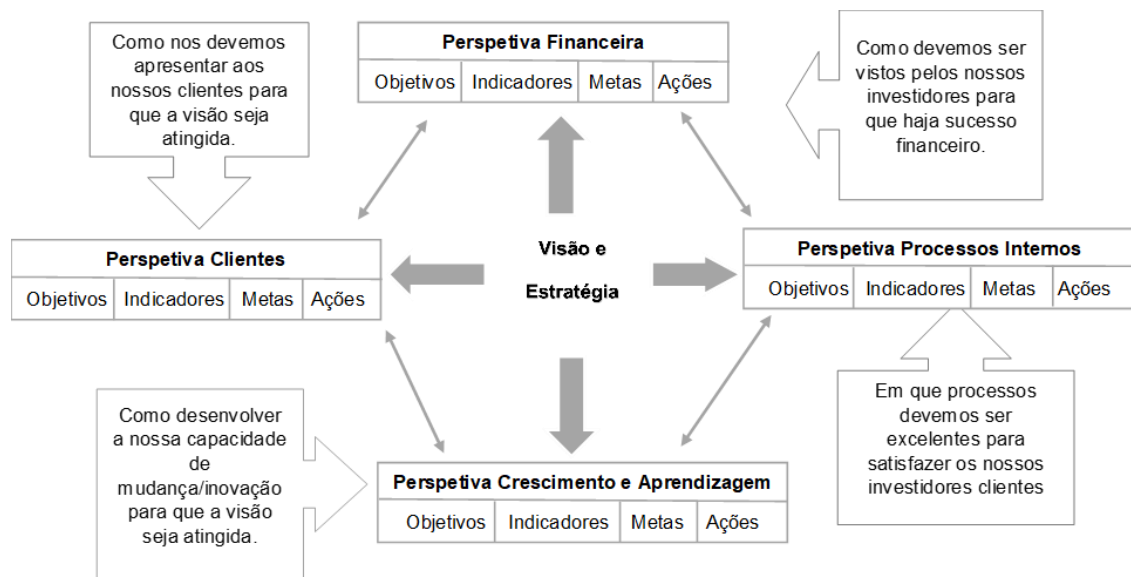 Como nos devemos
apresentar aos
nossos clientes para
que a visão seja
atingida.
Perspetiva Financeira
Objetivos Indicadores Metas Ações
Como devemos ser
vistos pelos nossos
investidores para
que haja sucesso
financeiro.
Perspetiva Clientes
Objetivos Indicadores Metas Ações
Visão e
Estratégia
Perspetiva Processos Internos
Objetivos Indicadores Metas Ações
Como desenvolver
a nossa capacidade
de
mudança/inovação
para que a visão
seja atingida.
Perspetiva Crescimento e Aprendizagem
Objetivos Indicadores Metas Ações
Em que processos
devemos ser
excelentes para
satisfazer os nossos
investidores clientes